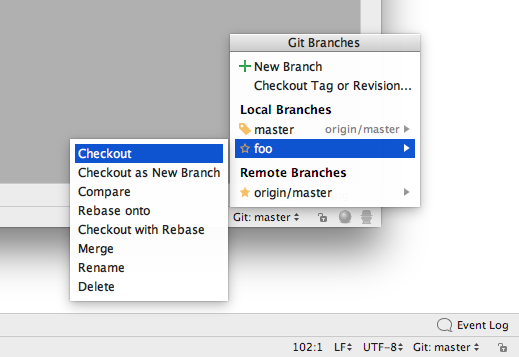 Git Branches
New Branch
Checkout Tag or Revision...
Local Branches
master origin/master
foo
Remote Branches
origin/master
Checkout
Checkout as New Branch
Compare
Rebase onto
Checkout with Rebase
Merge
Rename
Delete
Git: master
Event Log
102:1 LF UTF-8 Git: master